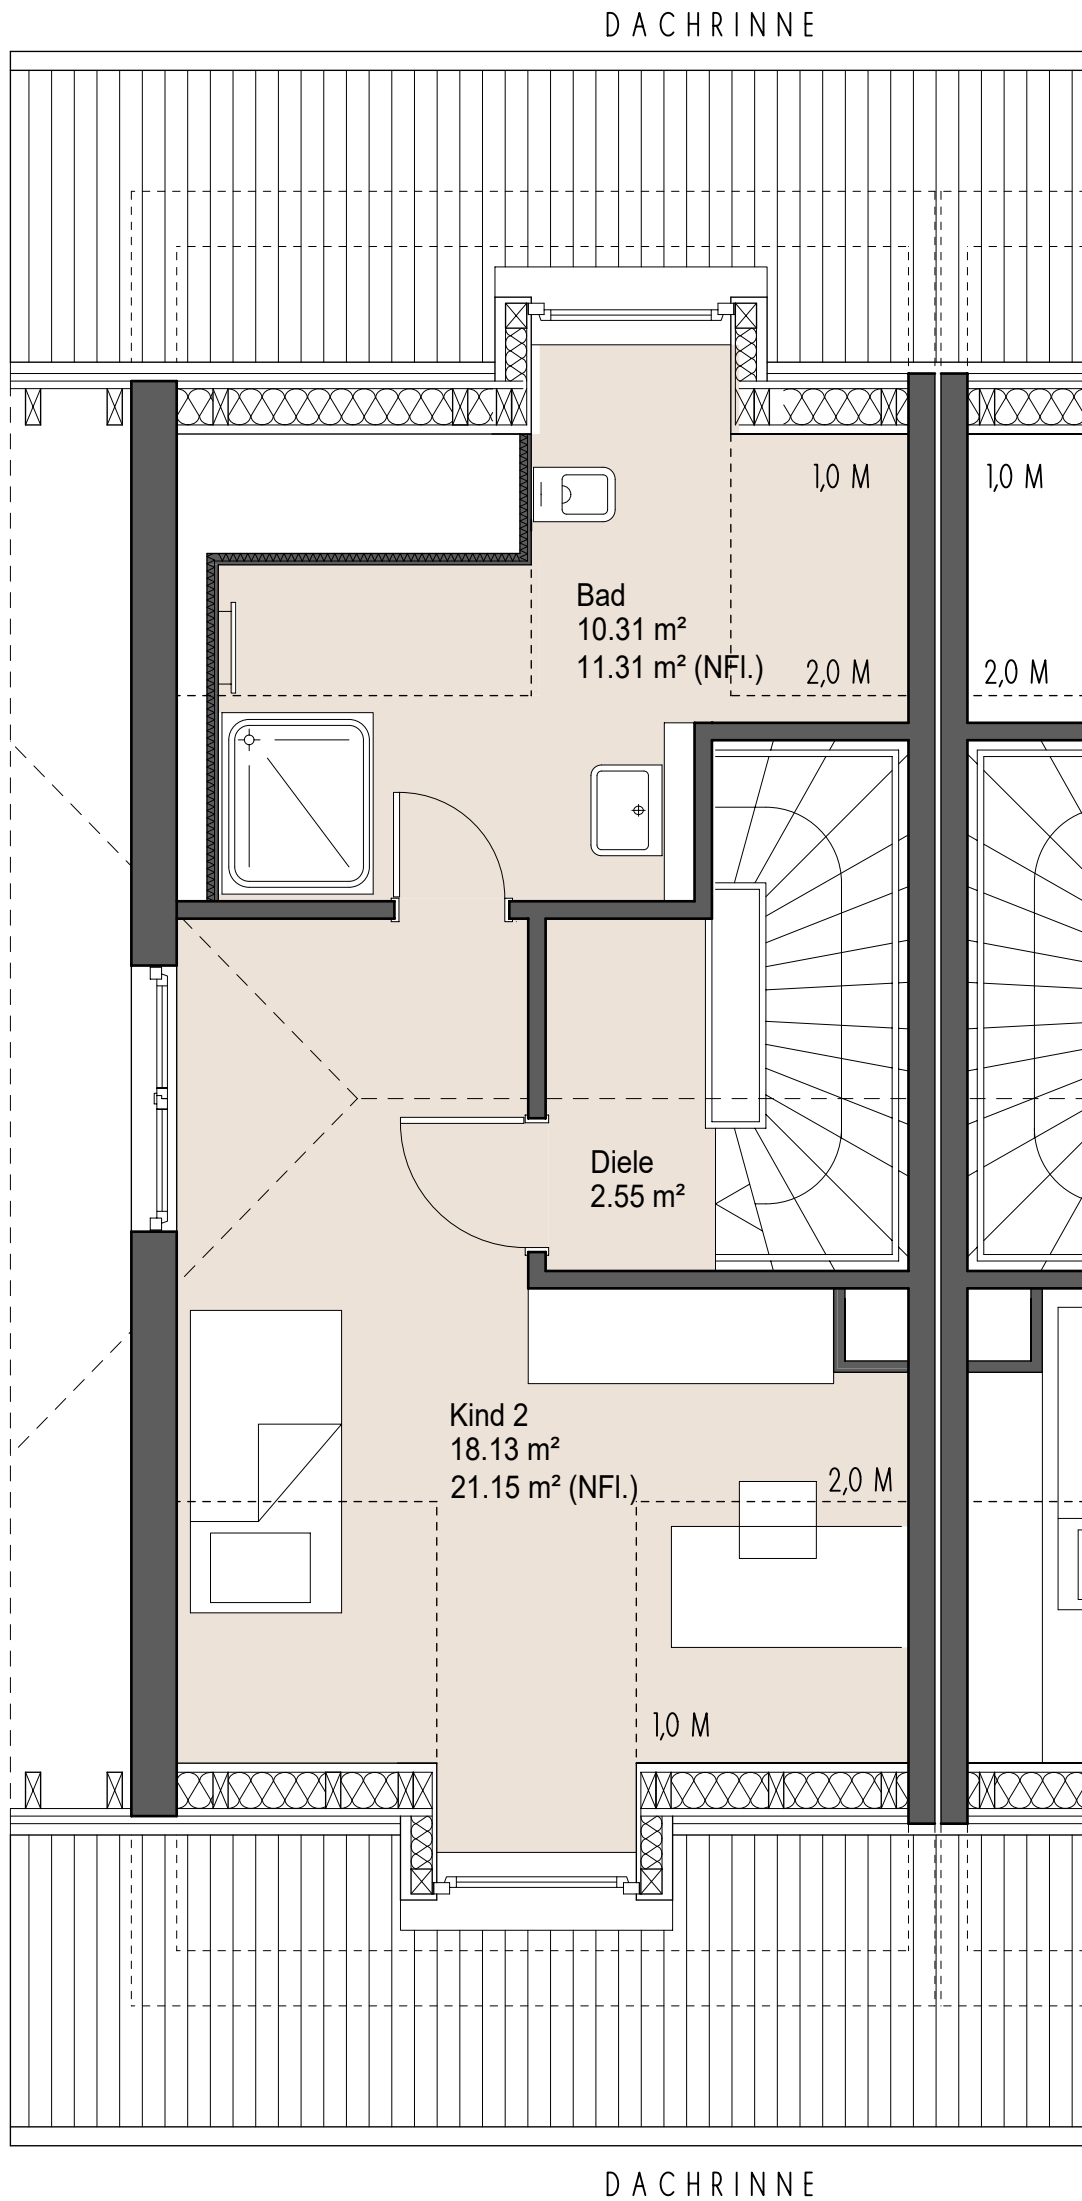 DACHRINNE
1,0 M
1,0 M
Bad
10.31 m²
11.31 m² (NFl.)
2,0 M
2,0 M
Diele
2.55 m²
Kind 2
18.13 m²
21.15 m² (NFl.)
2,0 M
1,0 M
DACHRINNE